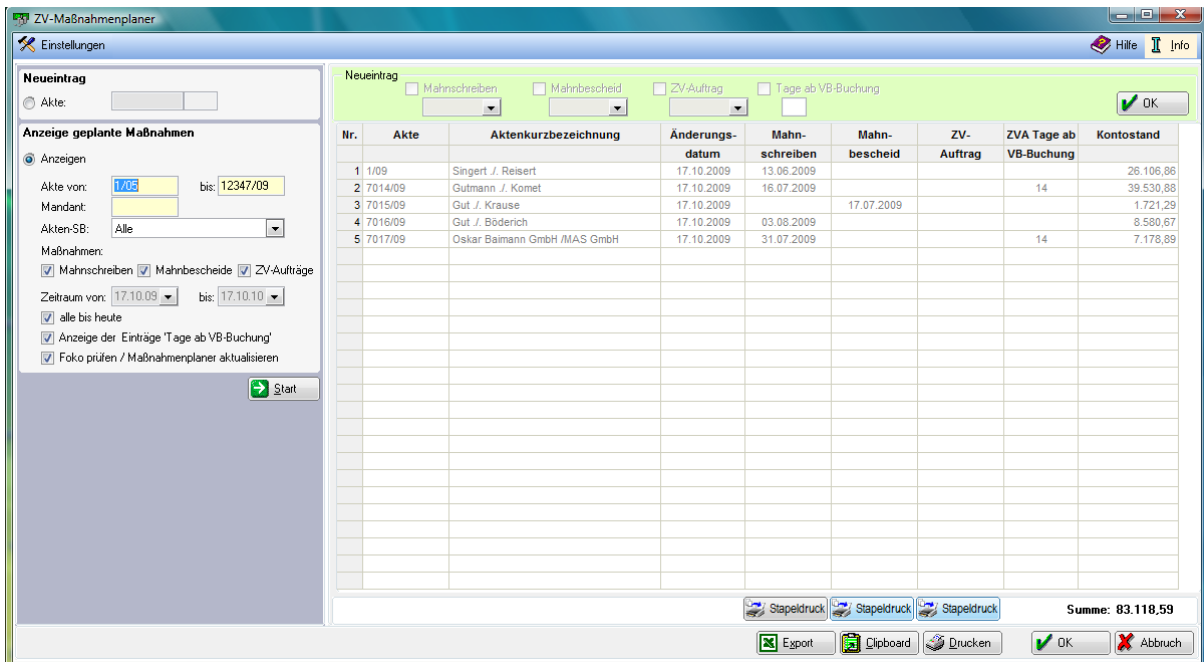 ZV-Maßnahmenplaner
Einstellungen Hilfe Info
Neueintrag
Akte:
Anzeige geplante Maßnahmen
Anzeigen
Akte von: 1/05 bis: 12347/09
Mandant:
Akten-SB: Alle
Maßnahmen:
Mahnschreiben Mahnbescheide ZV-Aufträge
Zeitraum von: 17.10.09 bis: 17.10.10
alle bis heute
Anzeige der Einträge 'Tage ab VB-Buchung'
Foko prüfen / Maßnahmenplaner aktualisieren
Start
Neueintrag
Mahnschreiben Mahnbescheid ZV-Auftrag Tage ab VB-Buchung
OK
Nr. Akte Aktenkurzbezeichnung Änderungs- Mahn- Mahn- ZV- ZVA Tage ab Kontostand
datum schreiben bescheid Auftrag VB-Buchung
1 1/09 Singert ./. Reisert 17.10.2009 13.06.2009 26.106,86
2 7014/09 Gutmann ./. Komet 17.10.2009 16.07.2009 14 39.530,88
3 7015/09 Gut ./. Krause 17.10.2009 17.07.2009 1.721,29
4 7016/09 Gut ./. Böderich 17.10.2009 03.08.2009 8.580,67
5 7017/09 Oskar Baimann GmbH /MAS GmbH 17.10.2009 31.07.2009 14 7.178,89
Stapeldruck Stapeldruck Stapeldruck Summe: 83.118,59
Export Clipboard Drucken OK Abbruch